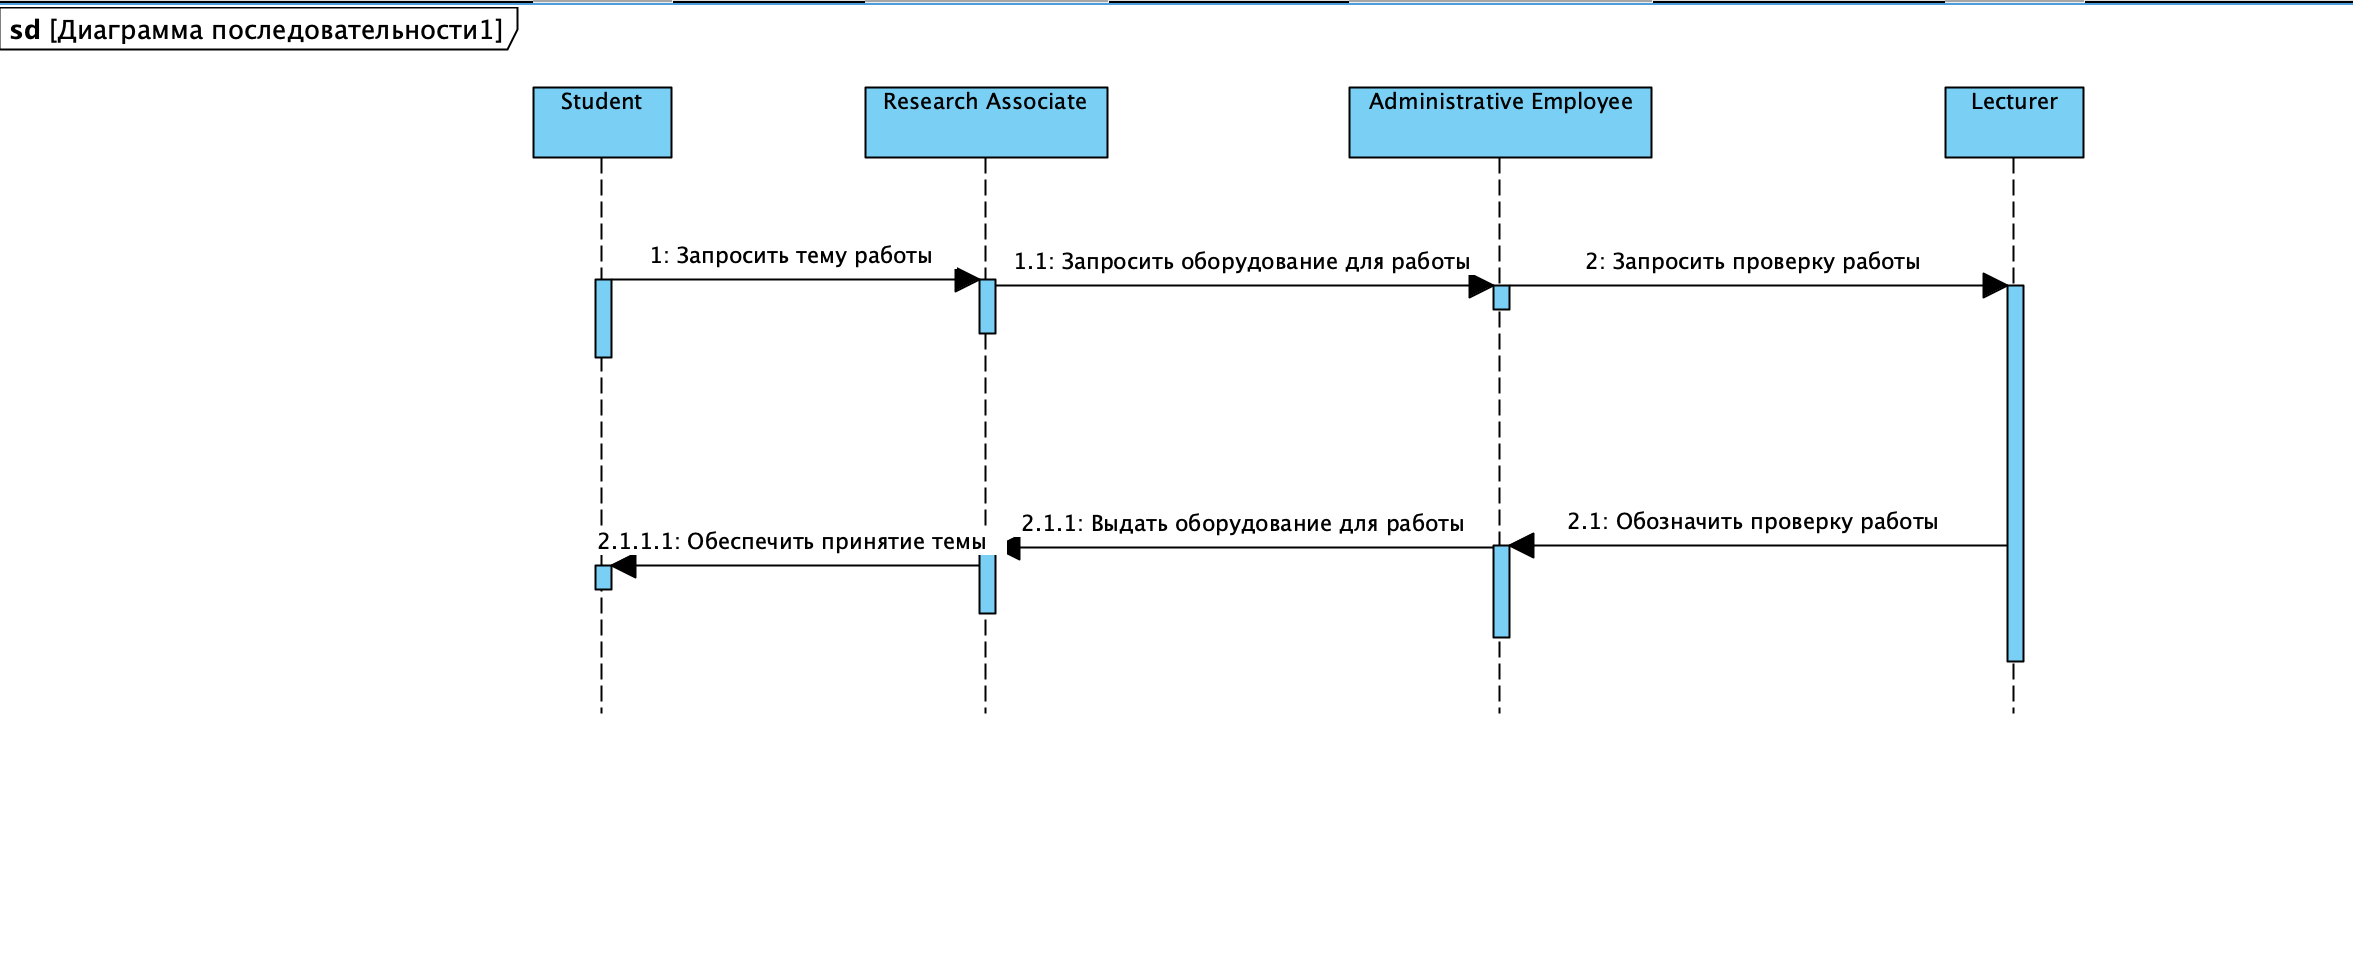 sd [Диаграмма последовательности1]
Student
Research Associate
Administrative Employee
Lecturer
1: Запросить тему работы
1.1: Запросить оборудование для работы
2: Запросить проверку работы
2.1: Обозначить проверку работы
2.1.1: Выдать оборудование для работы
2.1.1.1: Обеспечить принятие темы